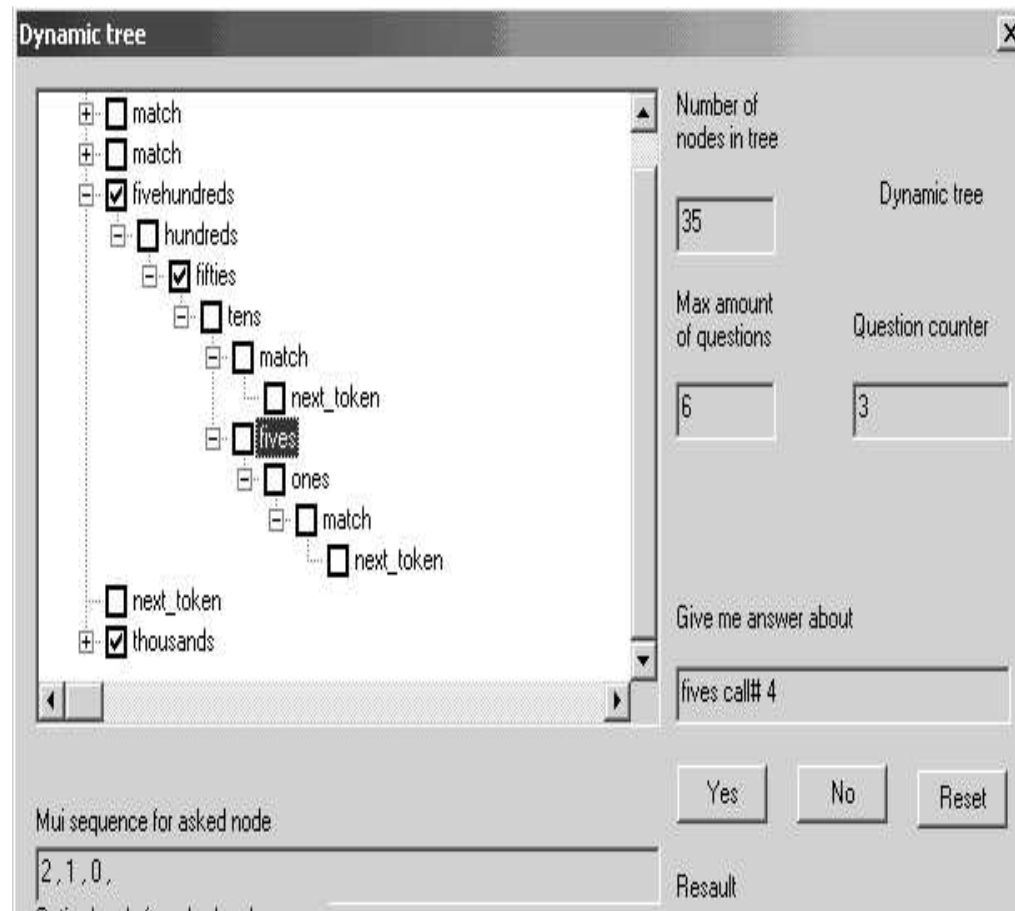 Dynamic tree
match
match
fivehundreds
hundreds
fifties
tens
match
next_token
fives
ones
match
next_token
next_token
thousands
Number of
nodes in tree
35
Dynamic tree
Max amount
of questions
6
Question counter
3
Give me answer about
fives call# 4
Yes
No
Reset
Mui sequence for asked node
2,1,0,
Resault